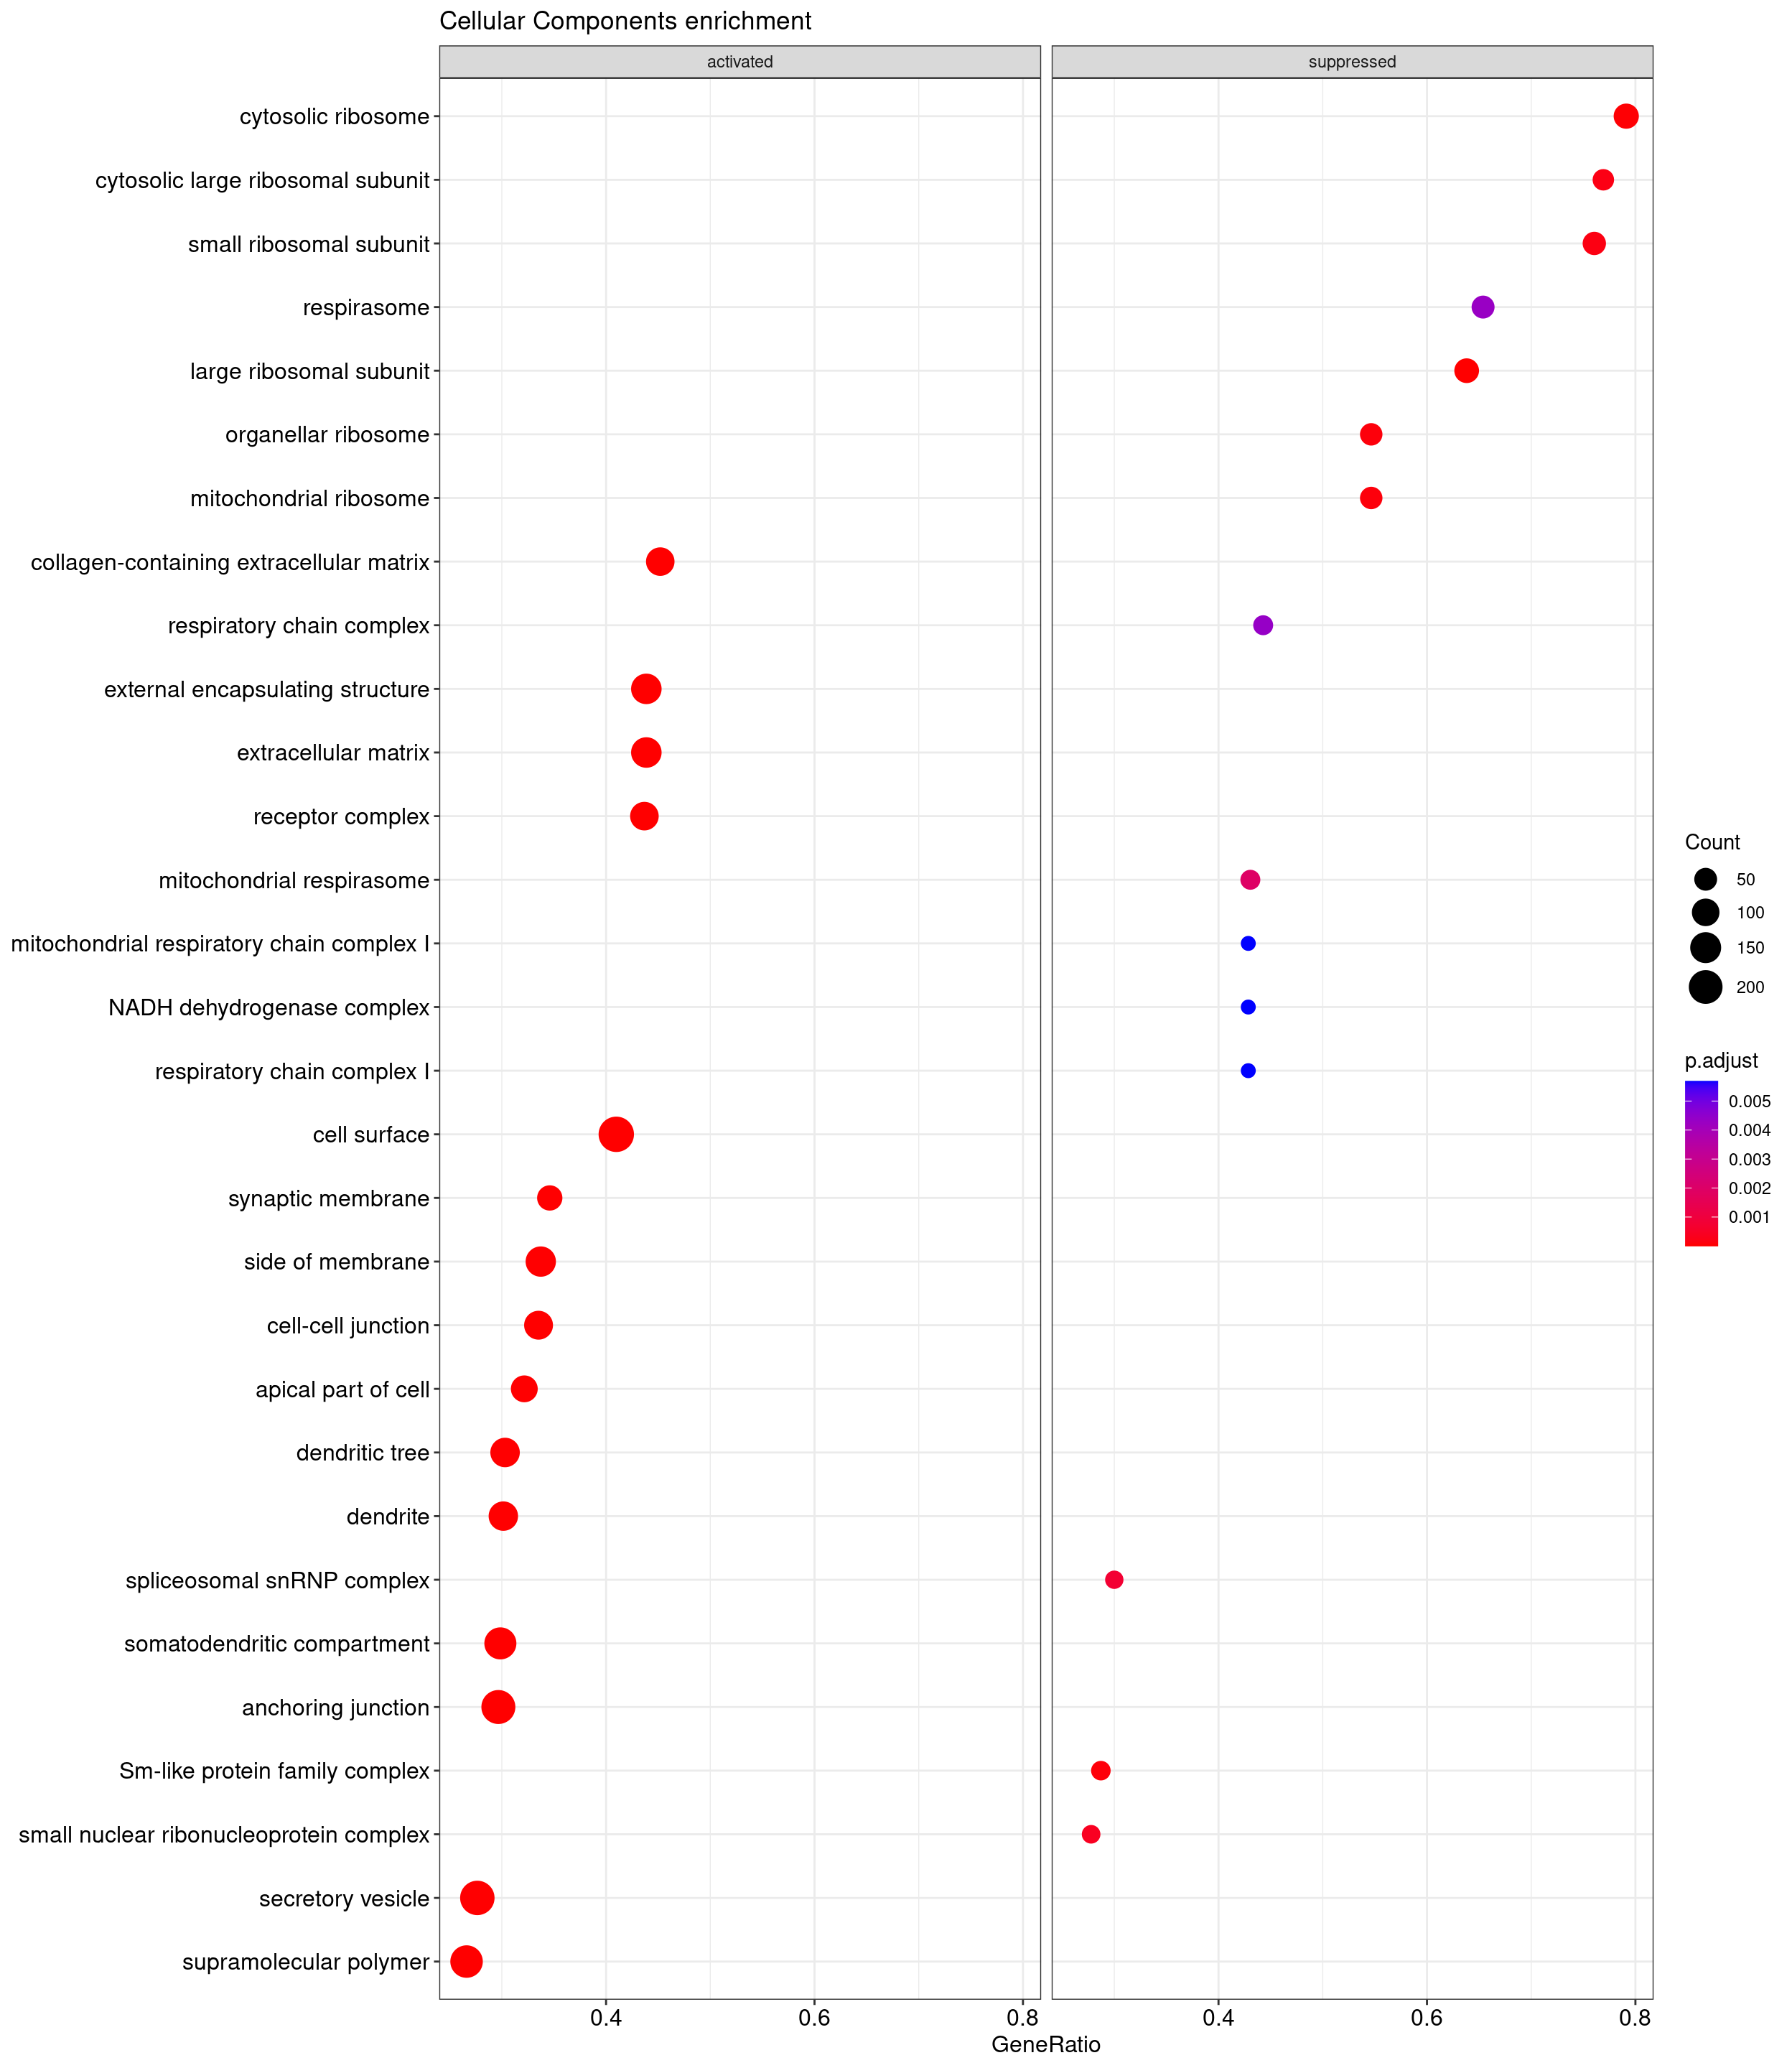 Cellular Components enrichment
activated
suppressed
cytosolic ribosome
cytosolic large ribosomal subunit
small ribosomal subunit
respirasome
large ribosomal subunit
organellar ribosome
mitochondrial ribosome
collagen-containing extracellular matrix
respiratory chain complex
external encapsulating structure
extracellular matrix
receptor complex
mitochondrial respirasome
mitochondrial respiratory chain complex I
NADH dehydrogenase complex
respiratory chain complex I
cell surface
synaptic membrane
side of membrane
cell-cell junction
apical part of cell
dendritic tree
dendrite
spliceosomal snRNP complex
somatodendritic compartment
anchoring junction
Sm-like protein family complex
small nuclear ribonucleoprotein complex
secretory vesicle
supramolecular polymer
0.4 0.6 0.8
0.4 0.6 0.8
GeneRatio
Count
50
100
150
200
p.adjust
0.005
0.004
0.003
0.002
0.001